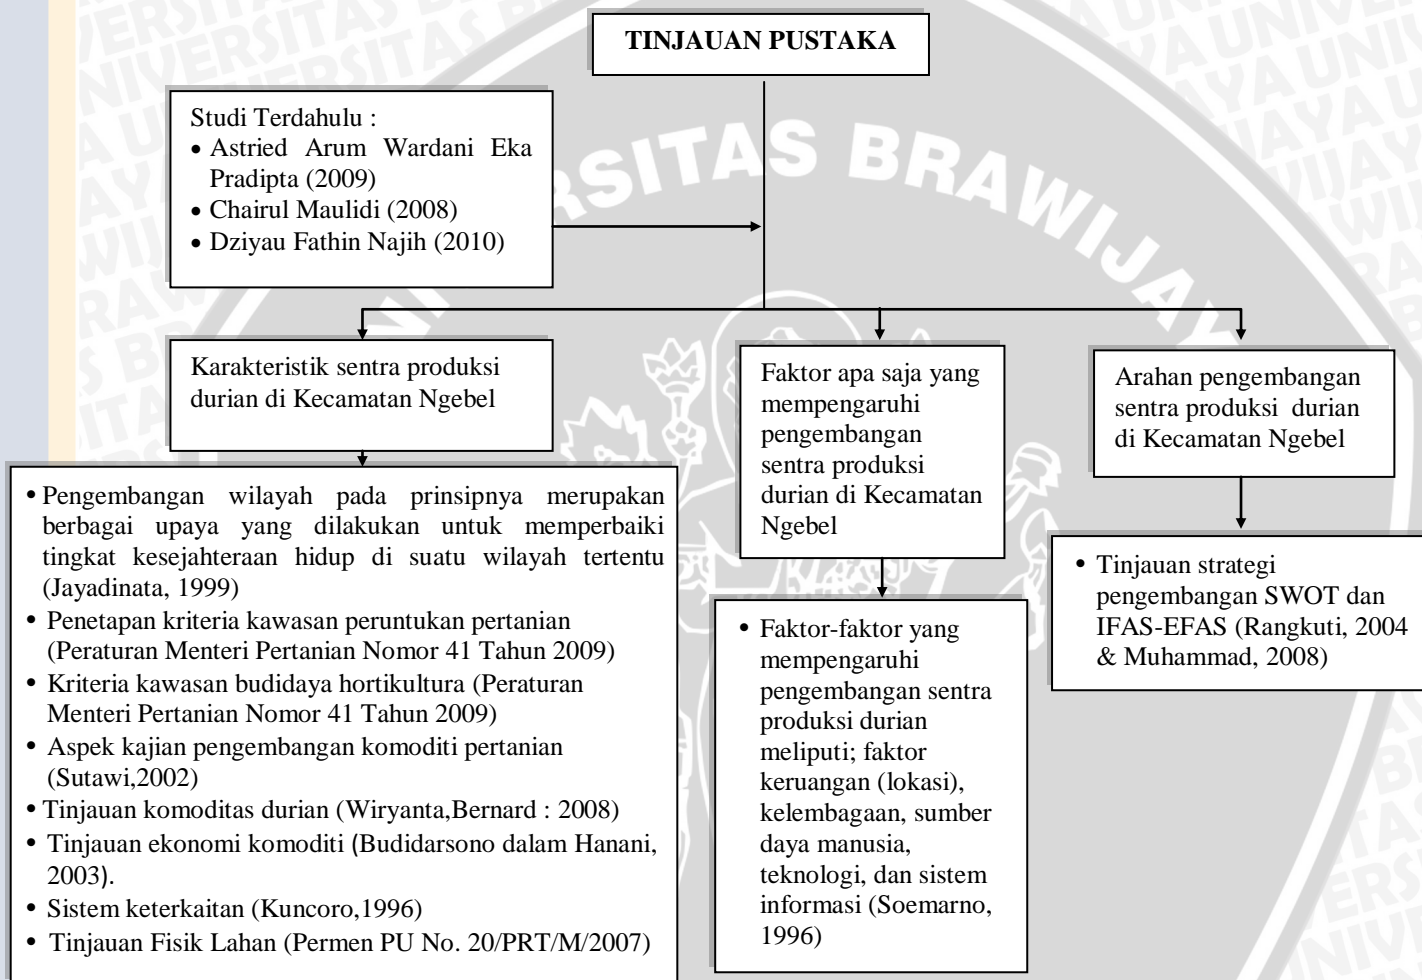 TINJAUAN PUSTAKA
Studi Terdahulu :
• Astried Arum Wardani Eka
Pradipta (2009)
• Chairul Maulidi (2008)
• Dziyau Fathin Najih (2010)
Karakteristik sentra produksi
durian di Kecamatan Ngebel
Faktor apa saja yang
mempengaruhi
pengembangan
sentra produksi
durian di Kecamatan
Ngebel
Arahan pengembangan
sentra produksi durian
di Kecamatan Ngebel
• Pengembangan wilayah pada prinsipnya merupakan
berbagai upaya yang dilakukan untuk memperbaiki
tingkat kesejahteraan hidup di suatu wilayah tertentu
(Jayadinata, 1999)
• Penetapan kriteria kawasan peruntukan pertanian
(Peraturan Menteri Pertanian Nomor 41 Tahun 2009)
• Kriteria kawasan budidaya hortikultura (Peraturan
Menteri Pertanian Nomor 41 Tahun 2009)
• Aspek kajian pengembangan komoditi pertanian
(Sutawi,2002)
• Tinjauan komoditas durian (Wiryanta,Bernard : 2008)
• Tinjauan ekonomi komoditi (Budidarsono dalam Hanani,
2003).
• Sistem keterkaitan (Kuncoro,1996)
• Tinjauan Fisik Lahan (Permen PU No. 20/PRT/M/2007)
• Faktor-faktor yang
mempengaruhi
pengembangan sentra
produksi durian
meliputi; faktor
keruangan (lokasi),
kelembagaan, sumber
daya manusia,
teknologi, dan sistem
informasi (Soemarno,
1996)
• Tinjauan strategi
pengembangan SWOT dan
IFAS-EFAS (Rangkuti, 2004
& Muhammad, 2008)
RSITAS BRAWIJAY